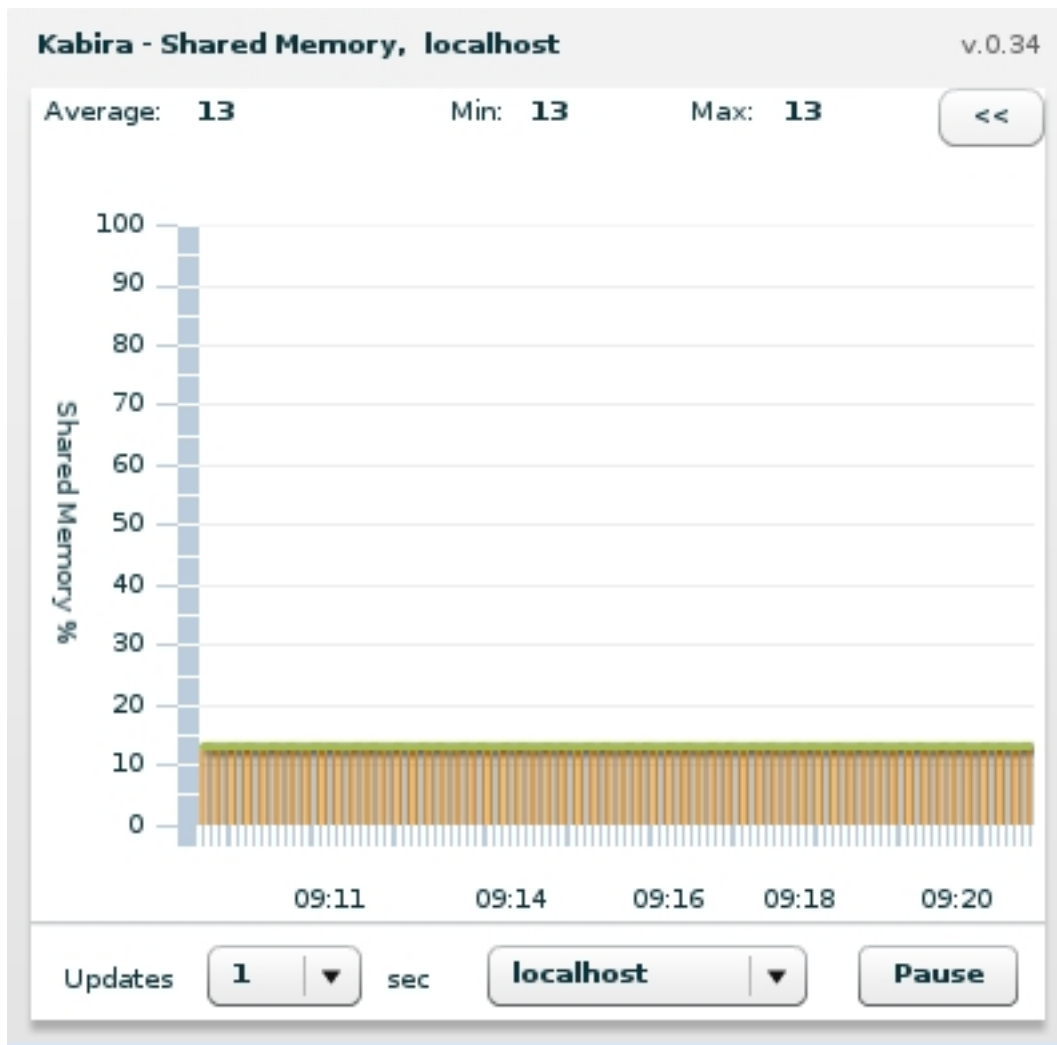 Kabira - Shared Memory, localhost
v.0.34
Average: 13 Min: 13 Max: 13 <<
100
90
80
70
60
50
40
30
20
10
0
Shared Memory %
09:11 09:14 09:16 09:18 09:20
Updates 1 sec localhost Pause